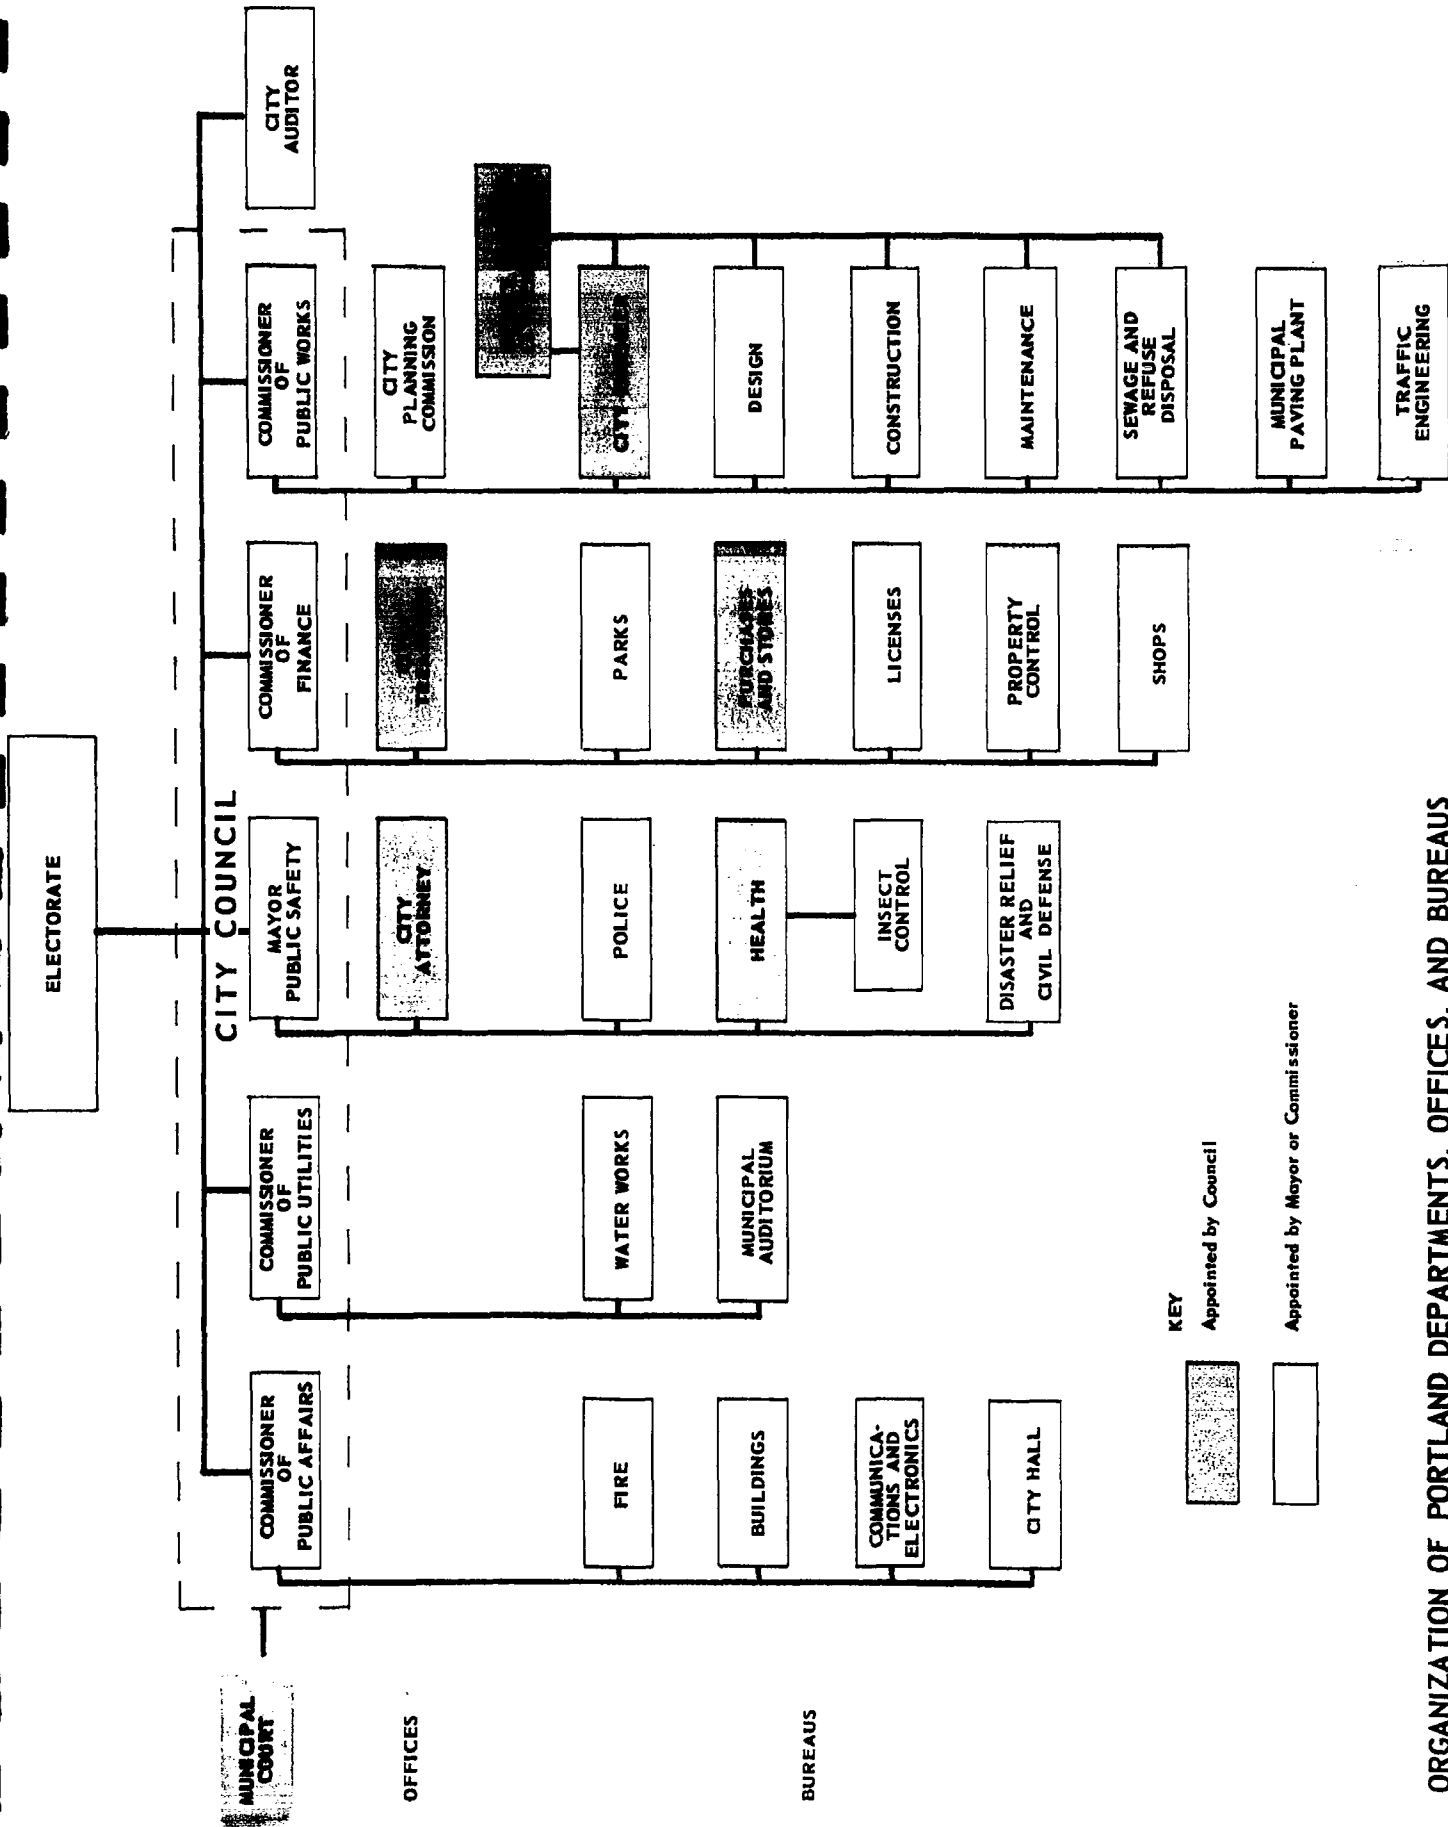 ELECTORATE
CITY COUNCIL
MUNICIPAL
COURT
COMMISSIONER
OF
PUBLIC AFFAIRS
COMMISSIONER
OF
PUBLIC UTILITIES
MAYOR
PUBLIC SAFETY
COMMISSIONER
OF
FINANCE
COMMISSIONER
OF
PUBLIC WORKS
CITY
AUDITOR
OFFICES
CITY
ATTORNEY
CITY
PLANNING
COMMISSION
BUREAUS
FIRE
BUILDINGS
COMMUNICA-
TIONS AND
ELECTRONICS
CITY HALL
WATER WORKS
MUNICIPAL
AUDITORIUM
POLICE
HEALTH
INSECT
CONTROL
DISASTER RELIEF
AND
CIVIL DEFENSE
PARKS
PURCHASES
AND STORES
LICENSES
PROPERTY
CONTROL
SHOPS
CITY
DESIGN
CONSTRUCTION
MAINTENANCE
SEWAGE AND
REFUSE
DISPOSAL
MUNICIPAL
PAVING PLANT
TRAFFIC
ENGINEERING
KEY
Appointed by Council
Appointed by Mayor or Commissioner
ORGANIZATION OF PORTLAND DEPARTMENTS, OFFICES, AND BUREAUS